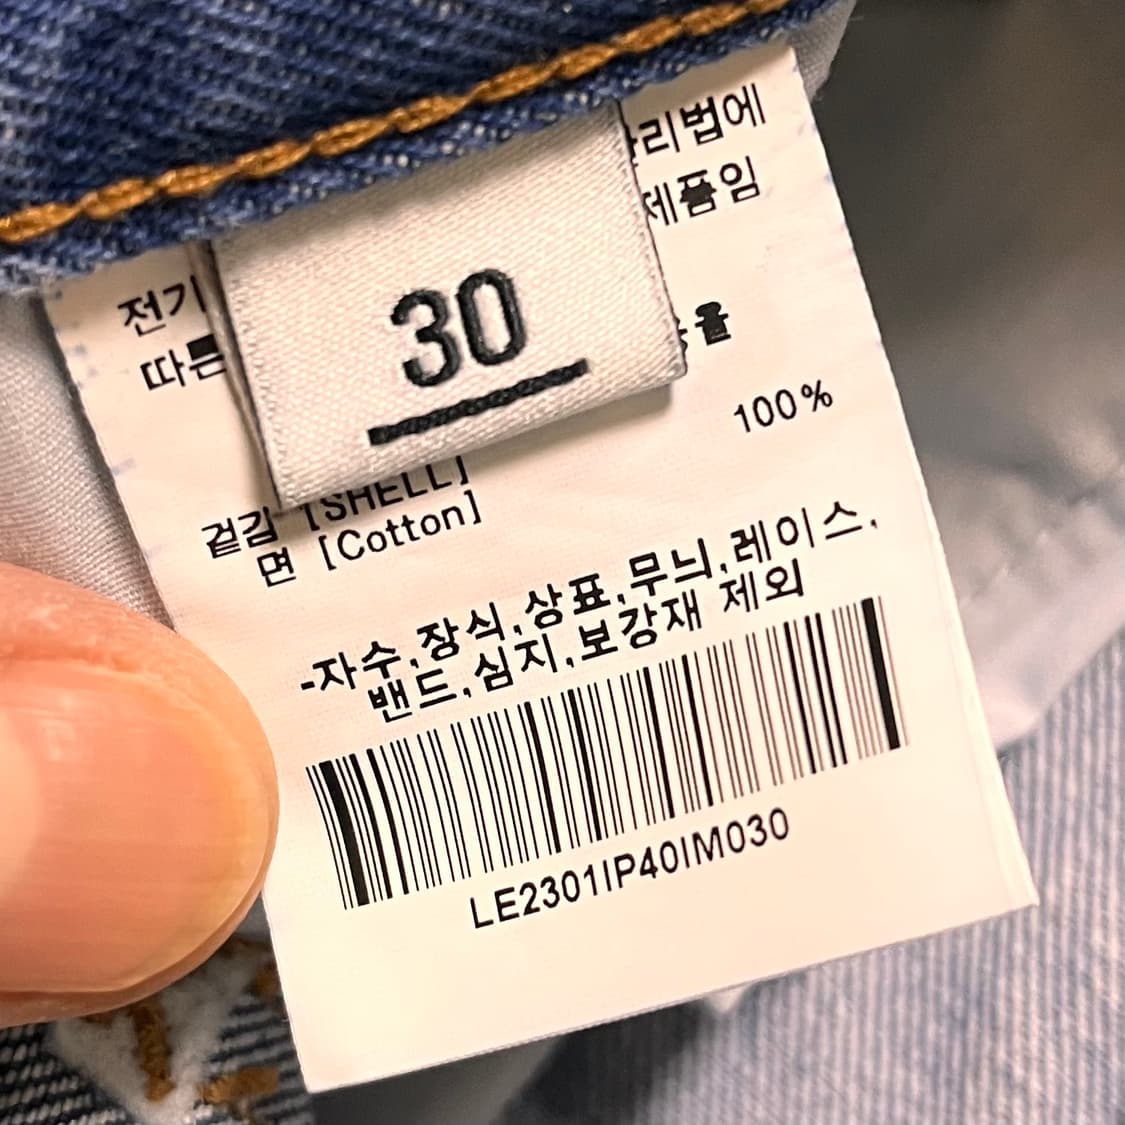 리법에
제품임
전기
따른
30
율
100%
겉감 [SHELL]
면 [Cotton]
-자수,장식,상표,무늬,레이스,
밴드,심지,보강재 제외
LE2301IP40IM030